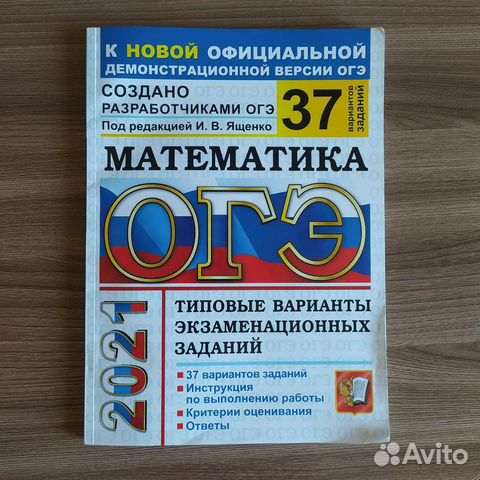 К НОВОЙ ОФИЦИАЛЬНОЙ
ДЕМОНСТРАЦИОННОЙ ВЕРСИИ ОГЭ
СОЗДАНО
РАЗРАБОТЧИКАМИ ОГЭ
Под редакцией И. В. Ященко
37
вариантов
заданий
МАТЕМАТИКА
ОГЭ
2021
ТИПОВЫЕ ВАРИАНТЫ
ЭКЗАМЕНАЦИОННЫХ
ЗАДАНИЙ
▪ 37 вариантов заданий
▪ Инструкция
по выполнению работы
▪ Критерии оценивания
▪ Ответы
Avito